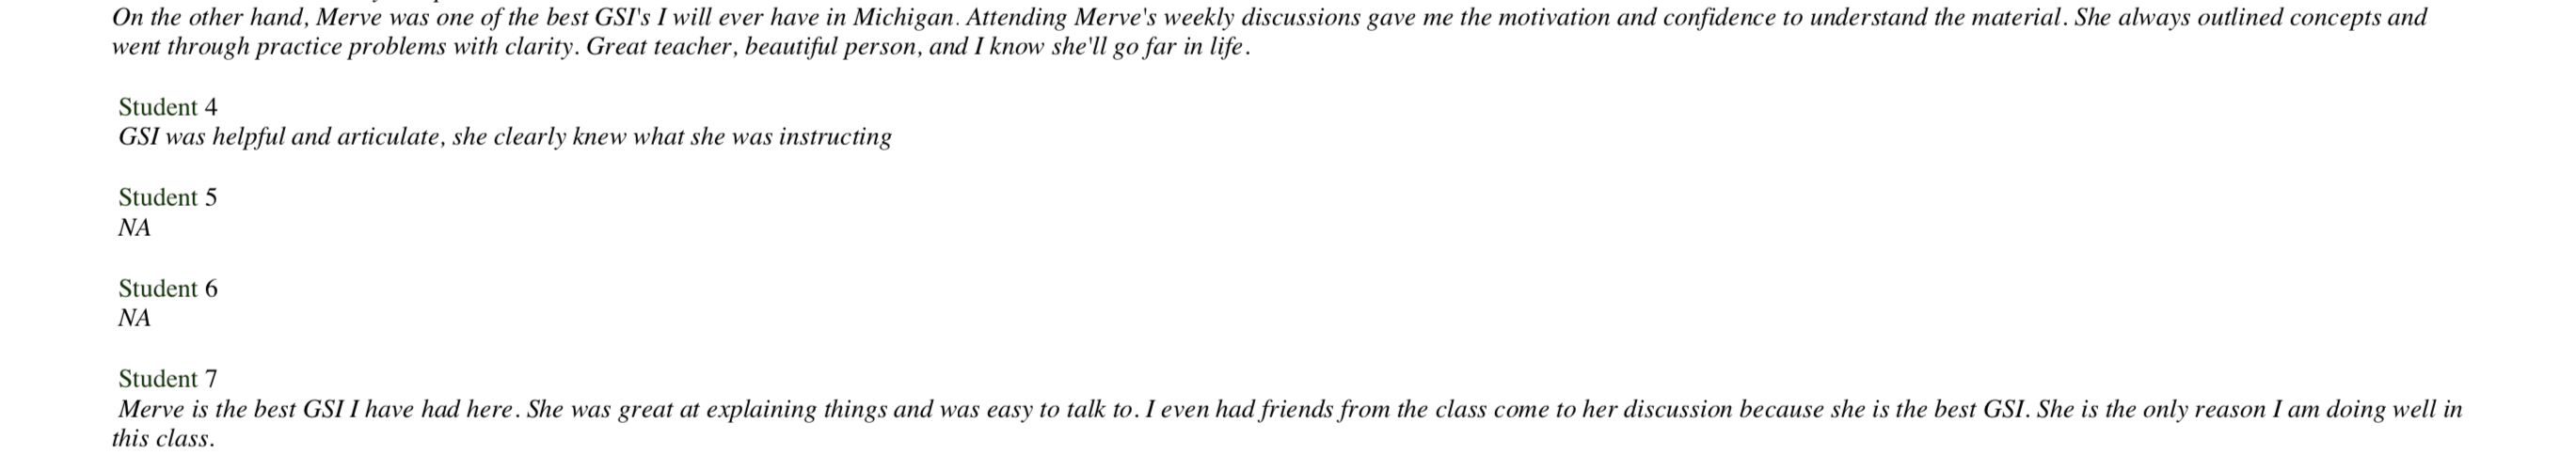 On the other hand, Merve was one of the best GSI's I will ever have in Michigan. Attending Merve's weekly discussions gave me the motivation and confidence to understand the material. She always outlined concepts and
went through practice problems with clarity. Great teacher, beautiful person, and I know she'll go far in life.
Student 4
GSI was helpful and articulate, she clearly knew what she was instructing
Student 5
NA
Student 6
NA
Student 7
Merve is the best GSI I have had here. She was great at explaining things and was easy to talk to. I even had friends from the class come to her discussion because she is the best GSI. She is the only reason I am doing well in
this class.